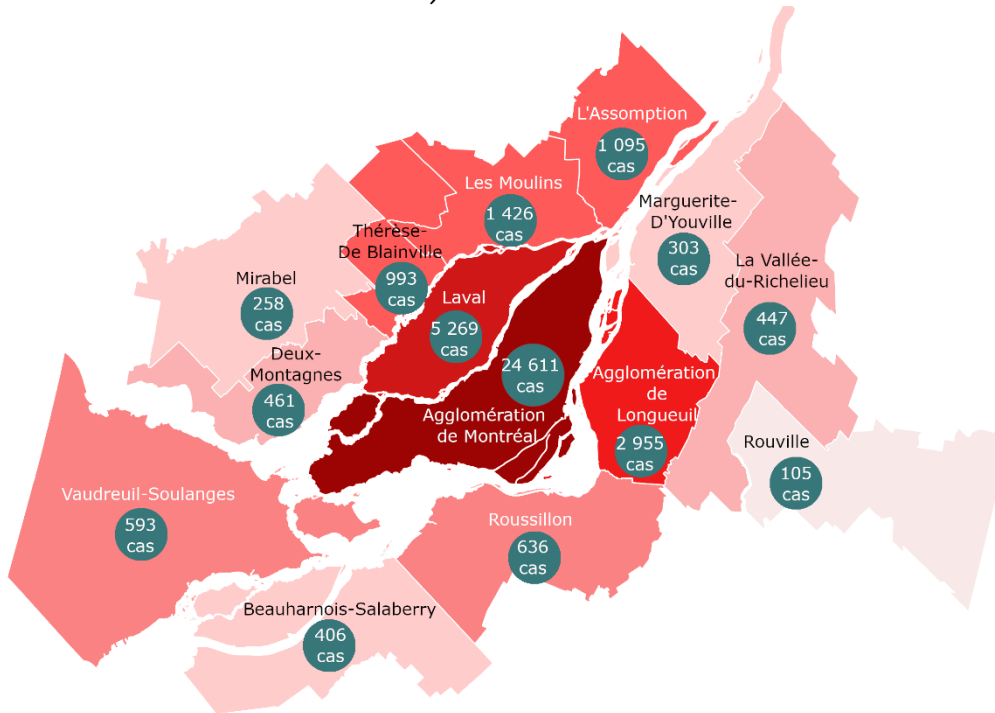 L'Assomption
1 095
cas
Les Moulins
1 426
cas
Marguerite-
D'Youville
303
cas
Thérèse-
De Blainville
993
cas
La Vallée-
du-Richelieu
447
cas
Mirabel
258
cas
Laval
5 269
cas
Deux-
Montagnes
461
cas
24 611
cas
Agglomération
de Montréal
Agglomération
de
Longueuil
2 955
cas
Rouville
105
cas
Vaudreuil-Soulanges
593
cas
Roussillon
636
cas
Beauharnois-Salaberry
406
cas